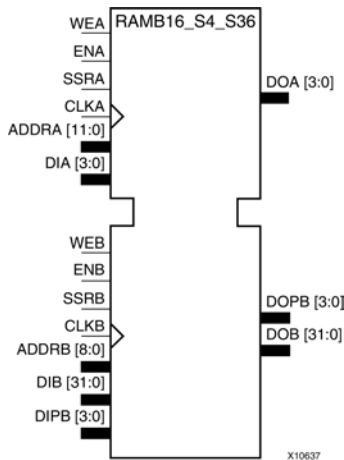 RAMB16_S4_S36
WEA
ENA
SSRA
CLKA
ADDRA [11:0]
DIA [3:0]
DOA [3:0]
WEB
ENB
SSRB
CLKB
ADDRB [8:0]
DIB [31:0]
DIPB [3:0]
DOPB [3:0]
DOB [31:0]
X10637